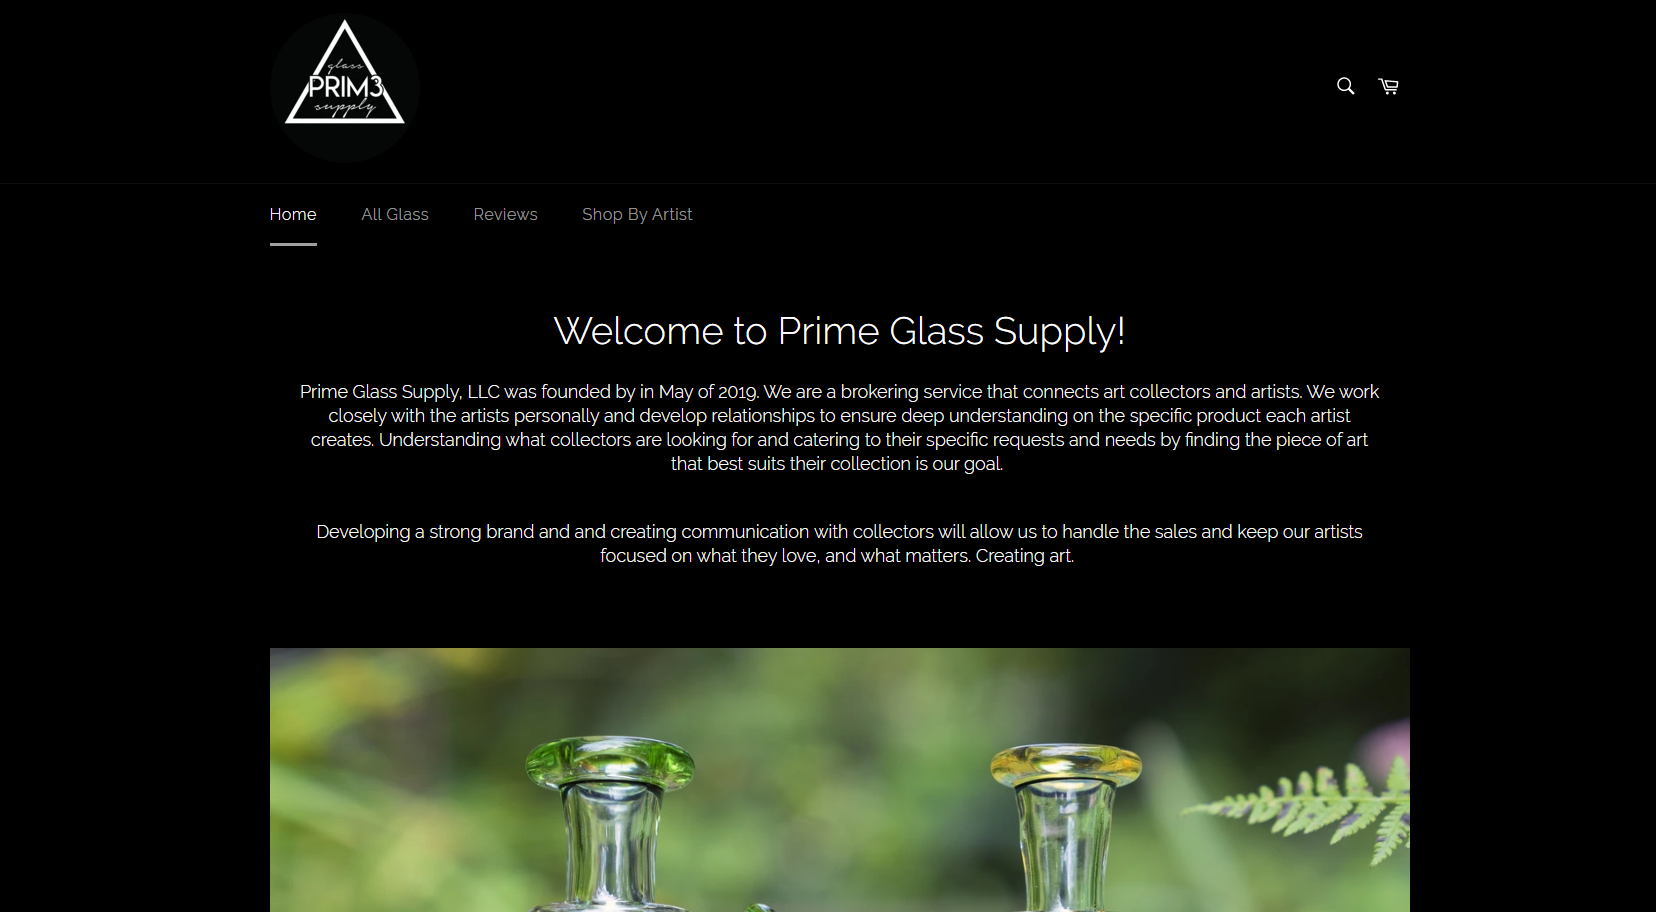 glass
PRIM3
supply
Home
All Glass
Reviews
Shop By Artist
Welcome to Prime Glass Supply!
Prime Glass Supply, LLC was founded by in May of 2019. We are a brokering service that connects art collectors and artists. We work
closely with the artists personally and develop relationships to ensure deep understanding on the specific product each artist
creates. Understanding what collectors are looking for and catering to their specific requests and needs by finding the piece of art
that best suits their collection is our goal.
Developing a strong brand and and creating communication with collectors will allow us to handle the sales and keep our artists
focused on what they love, and what matters. Creating art.